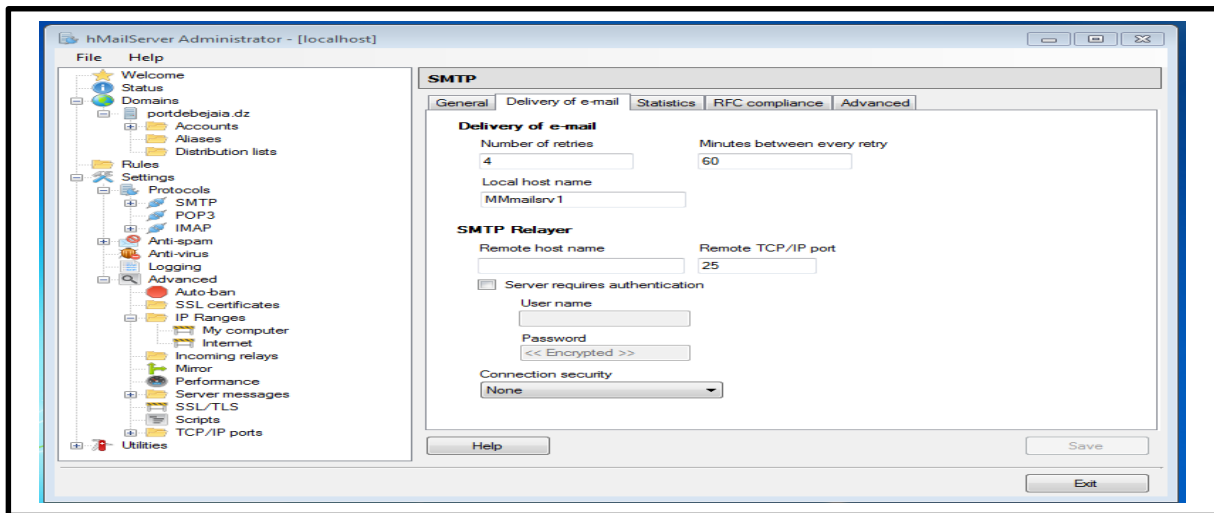 hMailServer Administrator - [localhost]
File Help
Welcome
Status
Domains
portdebejaia.dz
Accounts
Aliases
Distribution lists
Rules
Settings
Protocols
SMTP
POP3
IMAP
Anti-spam
Anti-virus
Logging
Advanced
Auto-ban
SSL certificates
IP Ranges
My computer
Internet
Incoming relays
Mirror
Performance
Server messages
SSL/TLS
Scripts
TCP/IP ports
Utilities
SMTP
General Delivery of e-mail Statistics RFC compliance Advanced
Delivery of e-mail
Number of retries Minutes between every retry
4 60
Local host name
MMmailsrv1
SMTP Relayer
Remote host name Remote TCP/IP port
25
Server requires authentication
User name
Password
<< Encrypted >>
Connection security
None
Help Save
Exit